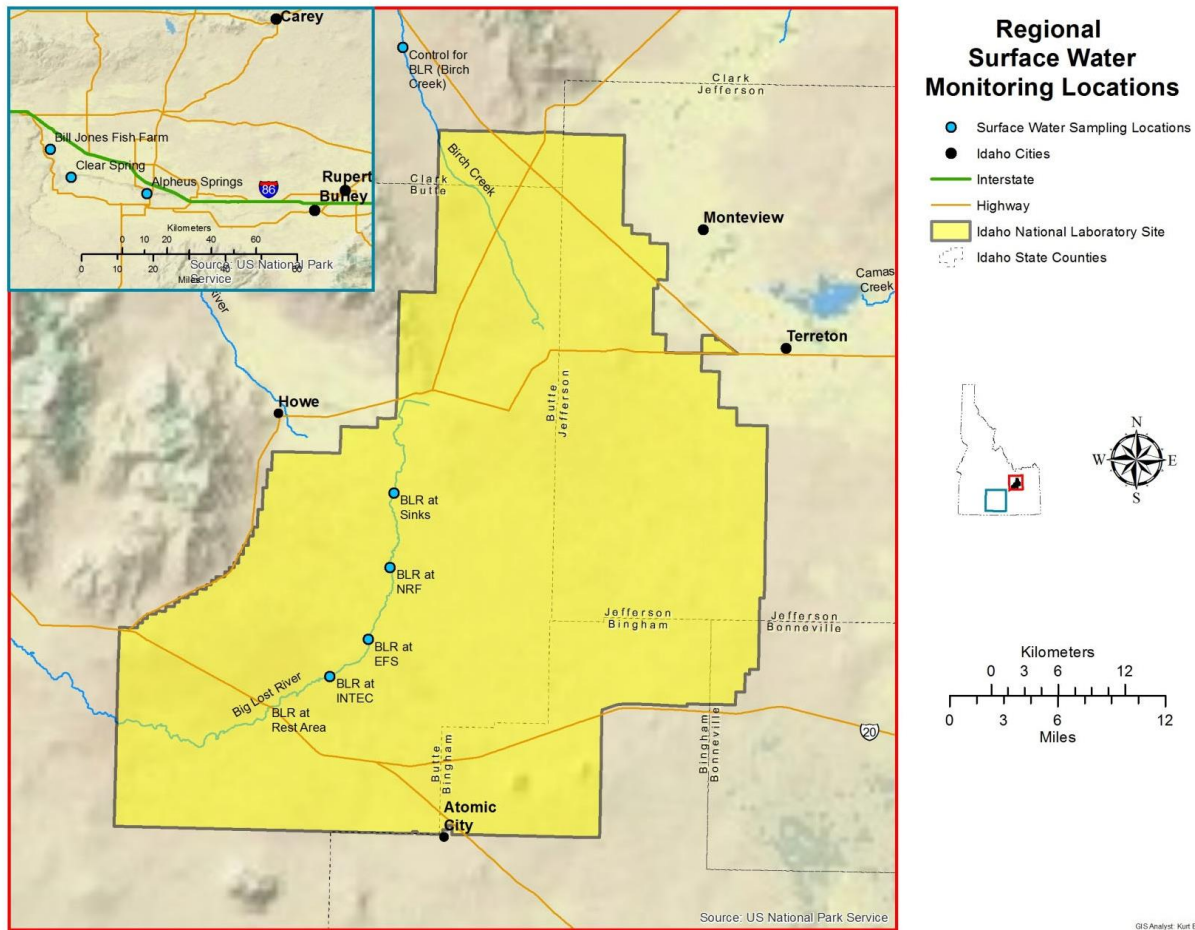 Carey
Bill Jones Fish Farm
Clear Spring
Alpheus Springs
86
Rupert
Burley
Kilometers
0 10 20 40 60
0 10 20 40 80
Miles
Source: US National Park
Service
Control for
BLR (Birch
Creek)
Clark
Jefferson
Birch Creek
Clark
Butte
Monteview
Camas
Creek
River
Terreton
Howe
Butte
Jefferson
BLR at
Sinks
BLR at
NRF
Jefferson
Bingham
Jefferson
Bonneville
BLR at
EFS
BLR at
INTEC
Big Lost River
BLR at
Rest Area
20
Butte
Bingham
Bingham
Bonneville
Atomic
City
Source: US National Park Service
Regional
Surface Water
Monitoring Locations
Surface Water Sampling Locations
Idaho Cities
Interstate
Highway
Idaho National Laboratory Site
Idaho State Counties
N
W E
S
Kilometers
0 3 6 12
0 3 6 12
Miles
GIS Analyst: Kurt